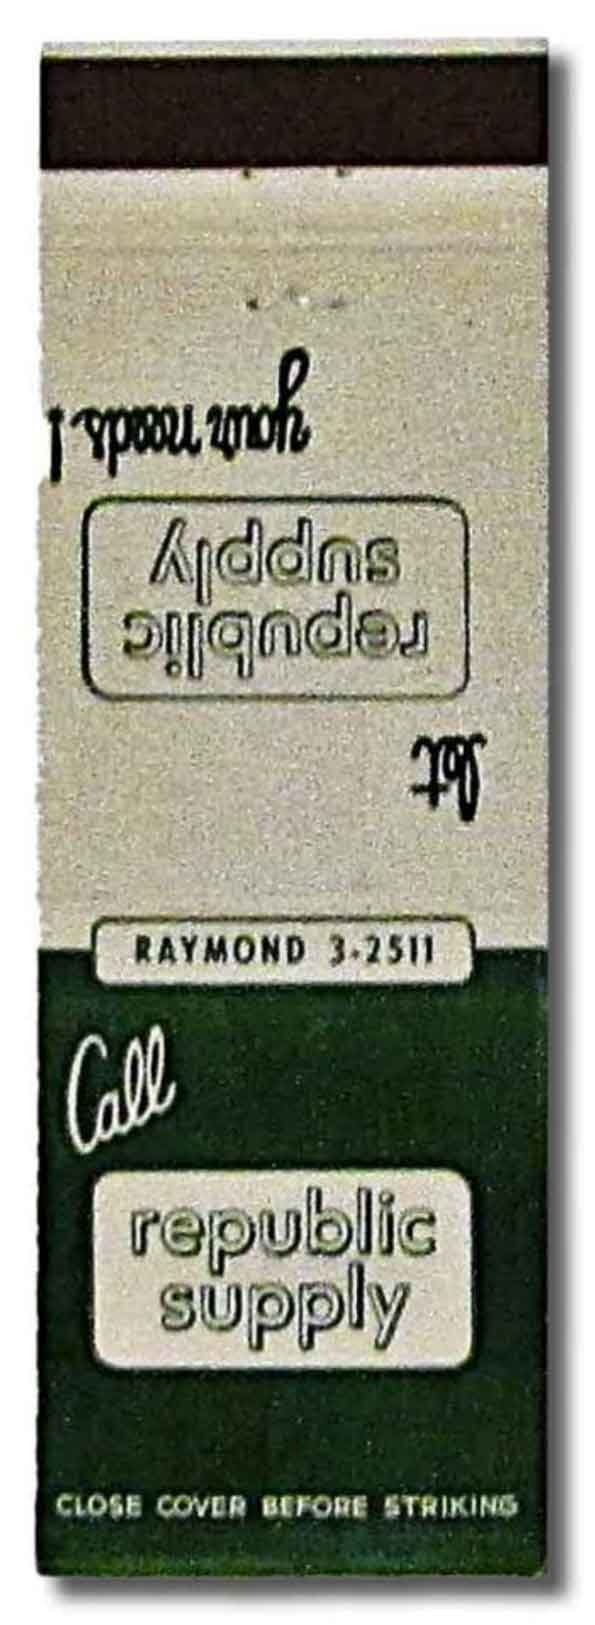 let
republic
supply
your needs!
RAYMOND 3-2511
Call
republic
supply
CLOSE COVER BEFORE STRIKING